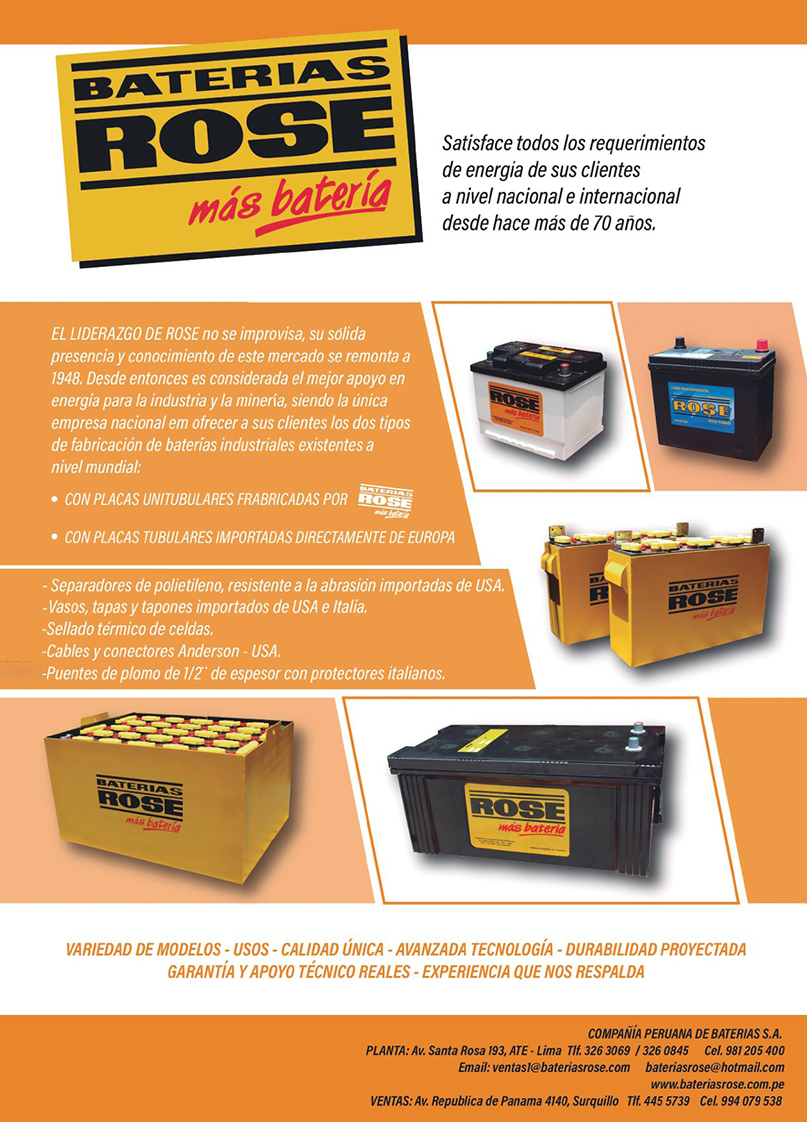 BATERIAS
ROSE
más batería
Satisface todos los requerimientos
de energía de sus clientes
a nivel nacional e internacional
desde hace más de 70 años.
EL LIDERAZGO DE ROSE no se improvisa, su sólida
presencia y conocimiento de este mercado se remonta a
1948. Desde entonces es considerada el mejor apoyo en
energía para la industria y la minería, siendo la única
empresa nacional em ofrecer a sus clientes los dos tipos
de fabricación de baterías industriales existentes a
nivel mundial:
• CON PLACAS UNITUBULARES FRABRICADAS POR
BATERIAS
ROSE
más batería
• CON PLACAS TUBULARES IMPORTADAS DIRECTAMENTE DE EUROPA
ROSE
más batería
ROSE
- Separadores de polietileno, resistente a la abrasión importadas de USA.
-Vasos, tapas y tapones importados de USA e Italia.
-Sellado térmico de celdas.
-Cables y conectores Anderson - USA.
-Puentes de plomo de 1/2¨ de espesor con protectores italianos.
BATERIAS
ROSE
más batería
BATERIAS
ROSE
más batería
ROSE
más batería
VARIEDAD DE MODELOS - USOS - CALIDAD ÚNICA - AVANZADA TECNOLOGÍA - DURABILIDAD PROYECTADA
GARANTÍA Y APOYO TÉCNICO REALES - EXPERIENCIA QUE NOS RESPALDA
COMPAÑÍA PERUANA DE BATERIAS S.A.
PLANTA: Av. Santa Rosa 193, ATE - Lima Tlf. 326 3069 / 326 0845 Cel. 981 205 400
Email: ventas1@bateriasrose.com bateriasrose@hotmail.com
www.bateriasrose.com.pe
VENTAS: Av. Republica de Panama 4140, Surquillo Tlf. 445 5739 Cel. 994 079 538